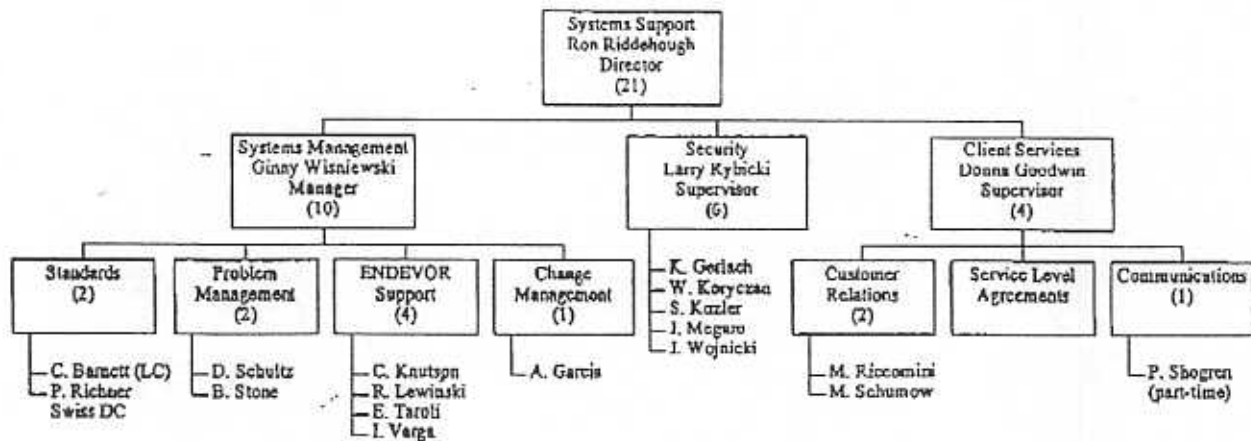 Systems Support
Ron Riddehough
Director
(21)
Systems Management
Ginny Wisniewski
Manager
(10)
Security
Larry Kybicki
Supervisor
(6)
Client Services
Donna Goodwin
Supervisor
(4)
Standards
(2)
C. Barnett (LC)
P. Richner
Swiss DC
Problem
Management
(2)
D. Schultz
B. Stone
ENDEVOR
Support
(4)
C. Knutson
R. Lewinski
E. Taroli
I. Varga
Change
Management
(1)
A. Garcia
K. Gerlach
W. Koryczan
S. Kozler
J. Meguro
J. Wojnicki
Customer
Relations
(2)
M. Riccomini
M. Schumow
Service Level
Agreements
Communications
(1)
P. Shogren
(part-time)